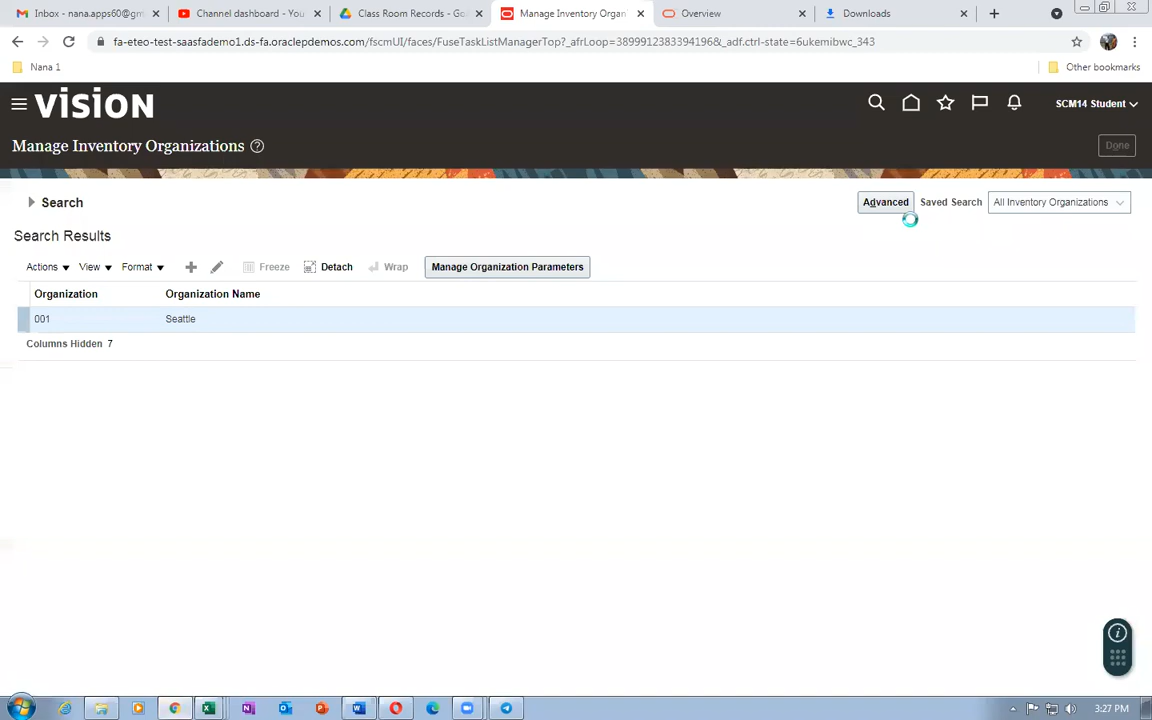 Inbox - nana.apps60@gm
Channel dashboard - You
Class Room Records - Go
Manage Inventory Organi
Overview
Downloads
fa-eteo-test-saasfademo1.ds-fa.oraclepdemos.com/fscmUI/faces/FuseTaskListManagerTop?_afrLoop=38999123833941968&_adf.ctrl-state=6ukemibwc_343
Nana 1
Other bookmarks
VISION
SCM14 Student
Manage Inventory Organizations
Done
Search
Advanced Saved Search All Inventory Organizations
Search Results
Actions View Format Freeze Detach Wrap Manage Organization Parameters
Organization Organization Name
001 Seattle
Columns Hidden 7
3:27 PM